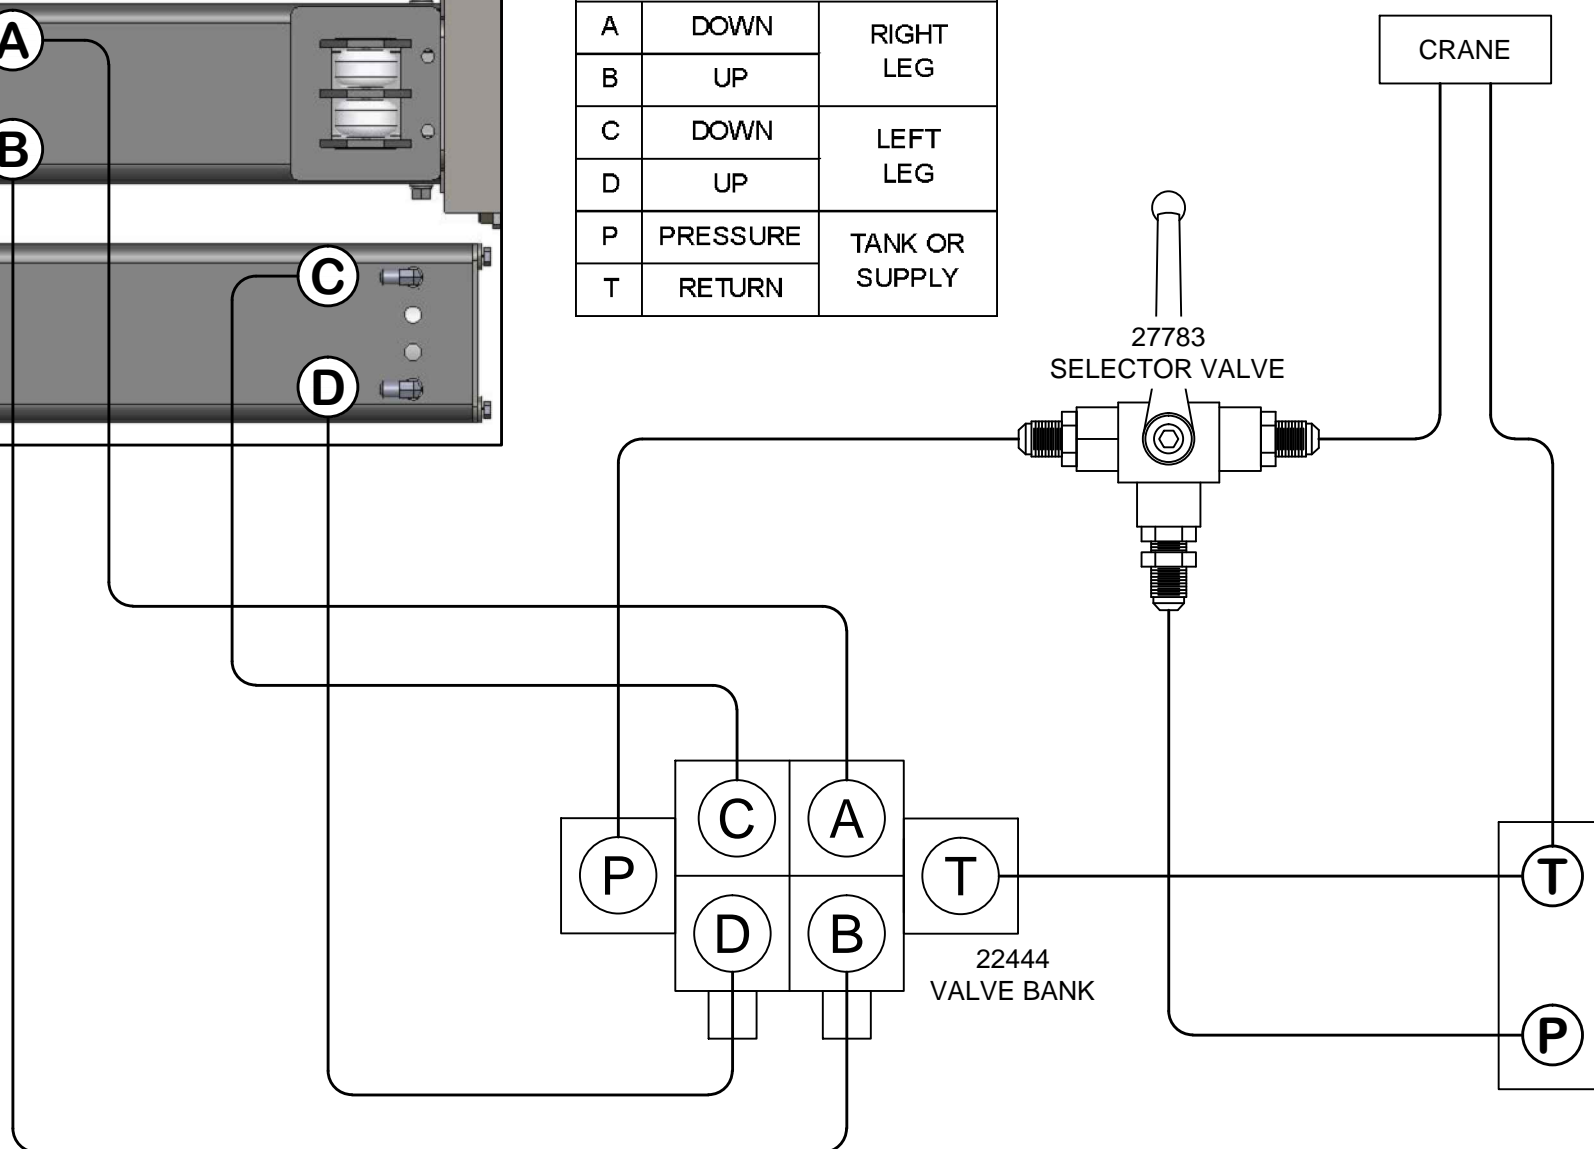 A
B
C
D
A DOWN RIGHT LEG
B UP
C DOWN LEFT LEG
D UP
P PRESSURE TANK OR SUPPLY
T RETURN
CRANE
27783
SELECTOR VALVE
C A
P T
D B
22444
VALVE BANK
T
P